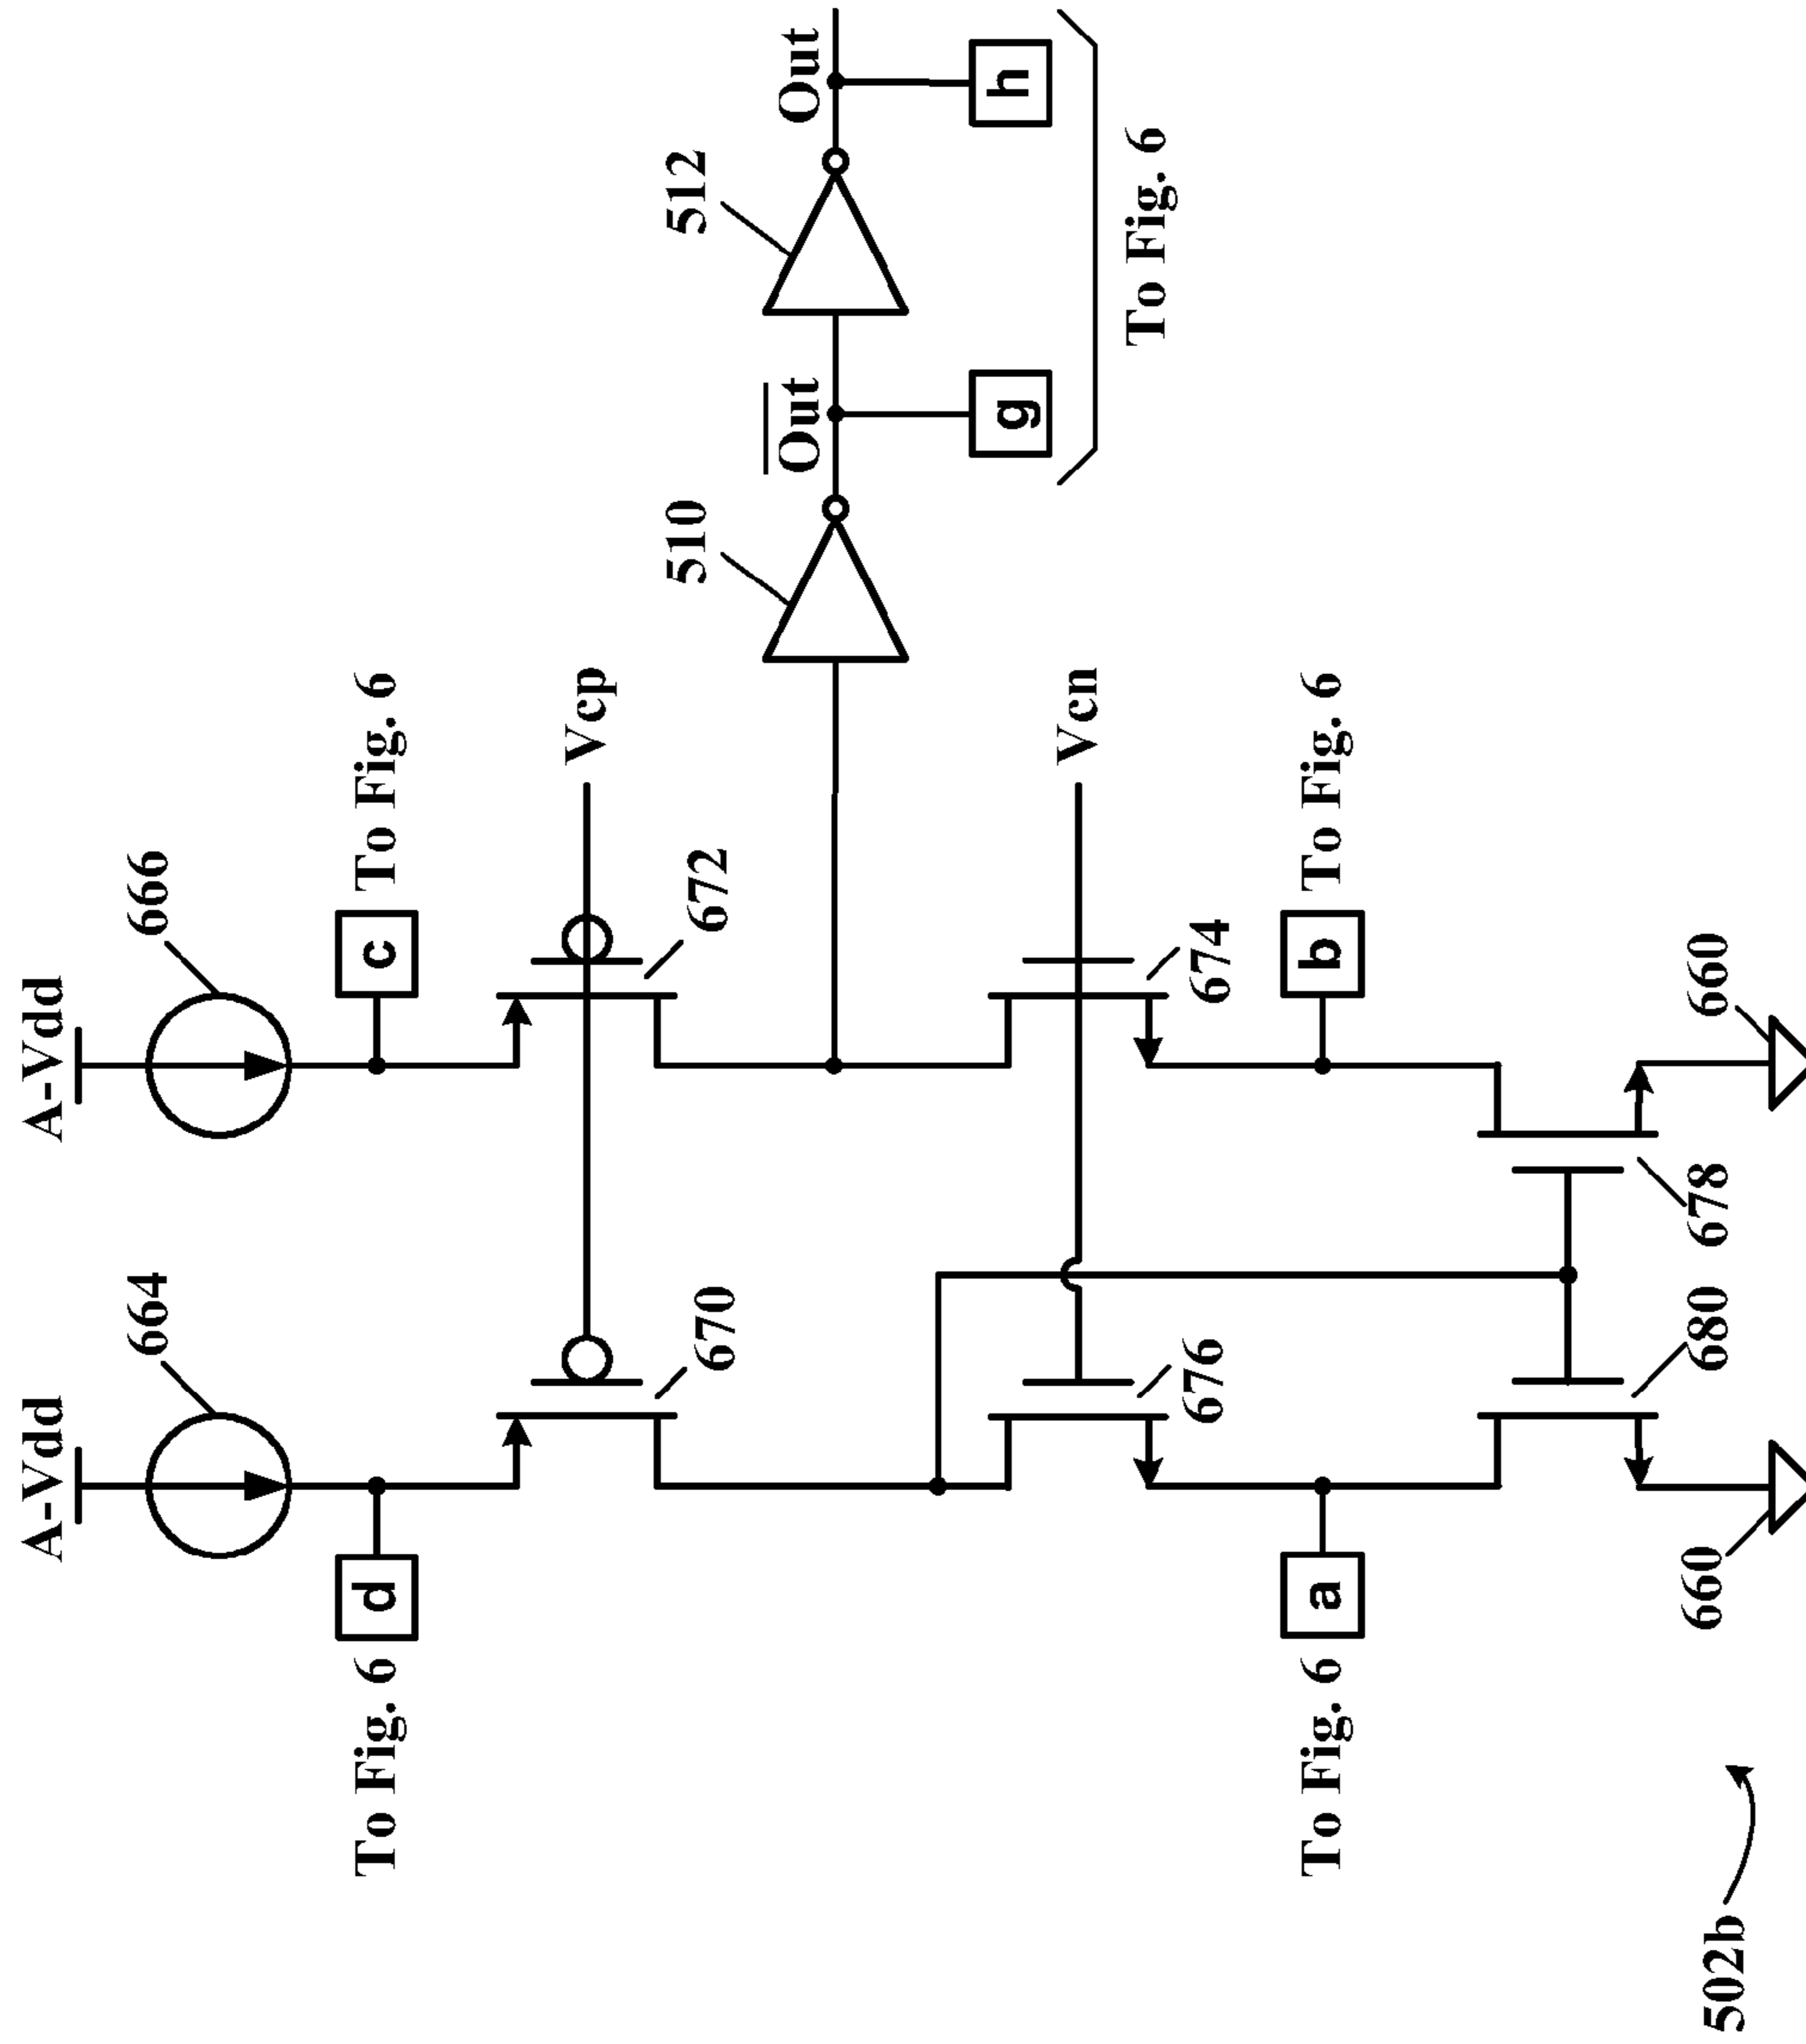 A-Vdd
A-Vdd
664
666
To Fig. 6
d
c
To Fig. 6
670
672
Vcp
510
512
Out
Out
g
h
To Fig. 6
676
674
Vcn
To Fig. 6
a
b
To Fig. 6
680
678
660
660
502b